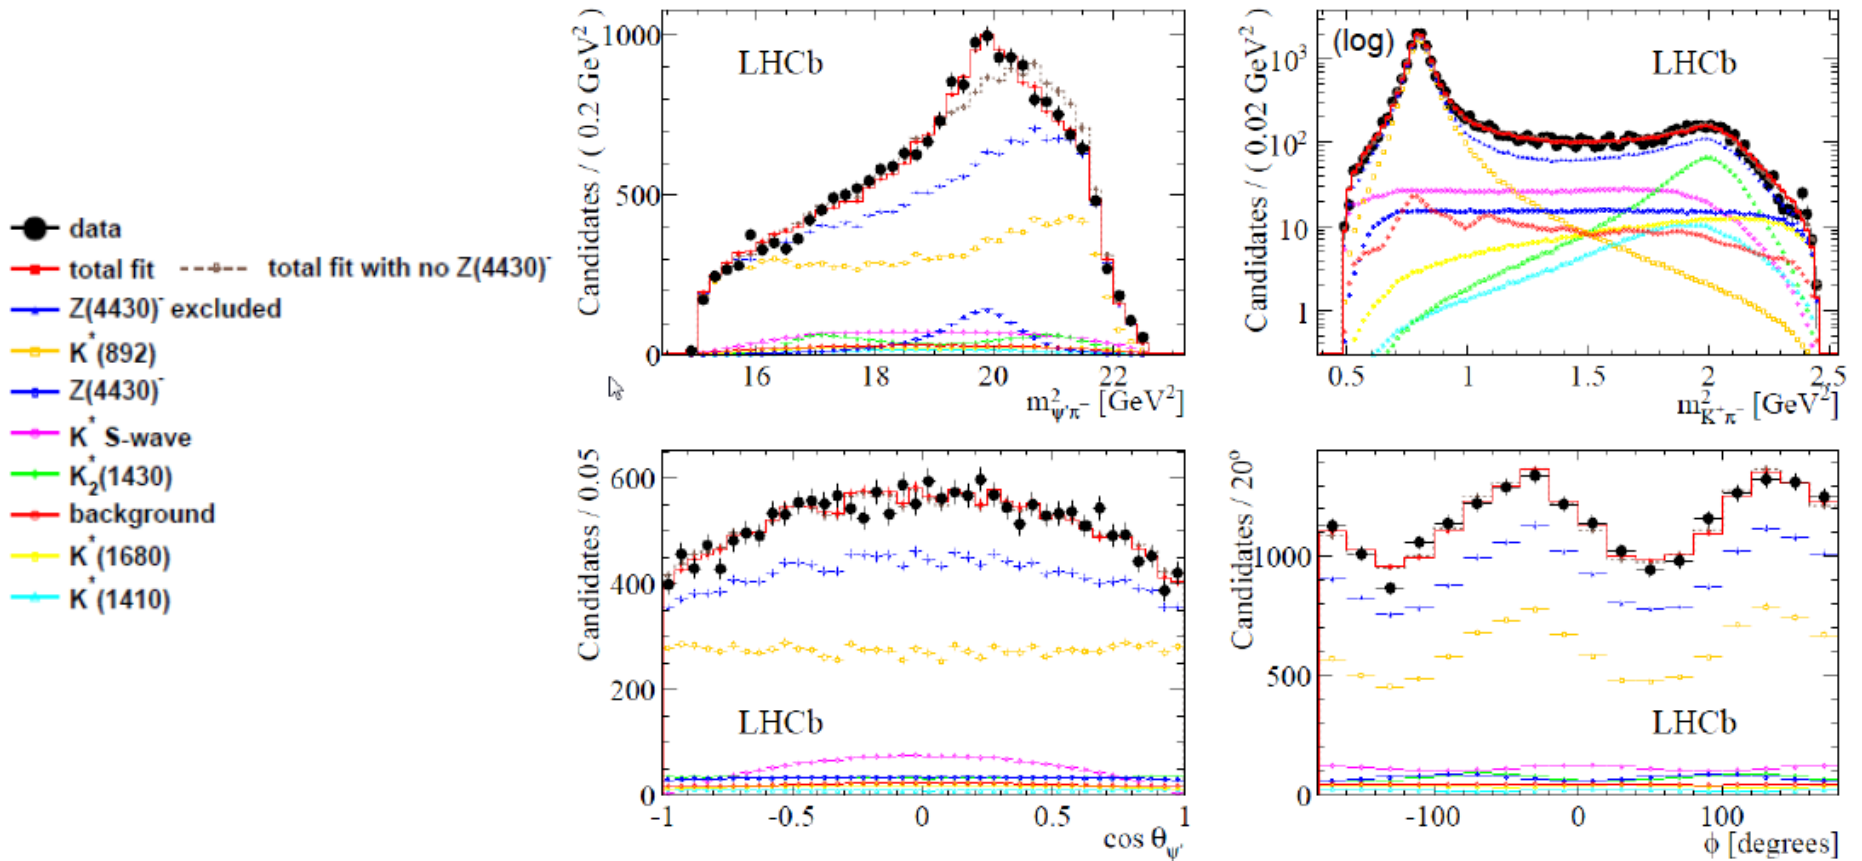 data
total fit
total fit with no Z(4430)⁻
Z(4430)⁻ excluded
K*(892)
Z(4430)⁻
K* S-wave
K*₂(1430)
background
K*(1680)
K*(1410)
Candidates / ( 0.2 GeV² )
1000
500
0
LHCb
16 18 20 22
m²ψ'π⁻ [GeV²]
Candidates / ( 0.02 GeV² )
10³
10²
10
1
(log)
LHCb
0.5 1 1.5 2 2.5
m²K⁺π⁻ [GeV²]
Candidates / 0.05
600
400
200
0
LHCb
-1 -0.5 0 0.5 1
cos θψ'
Candidates / 20º
1000
500
0
LHCb
-100 0 100
ϕ [degrees]